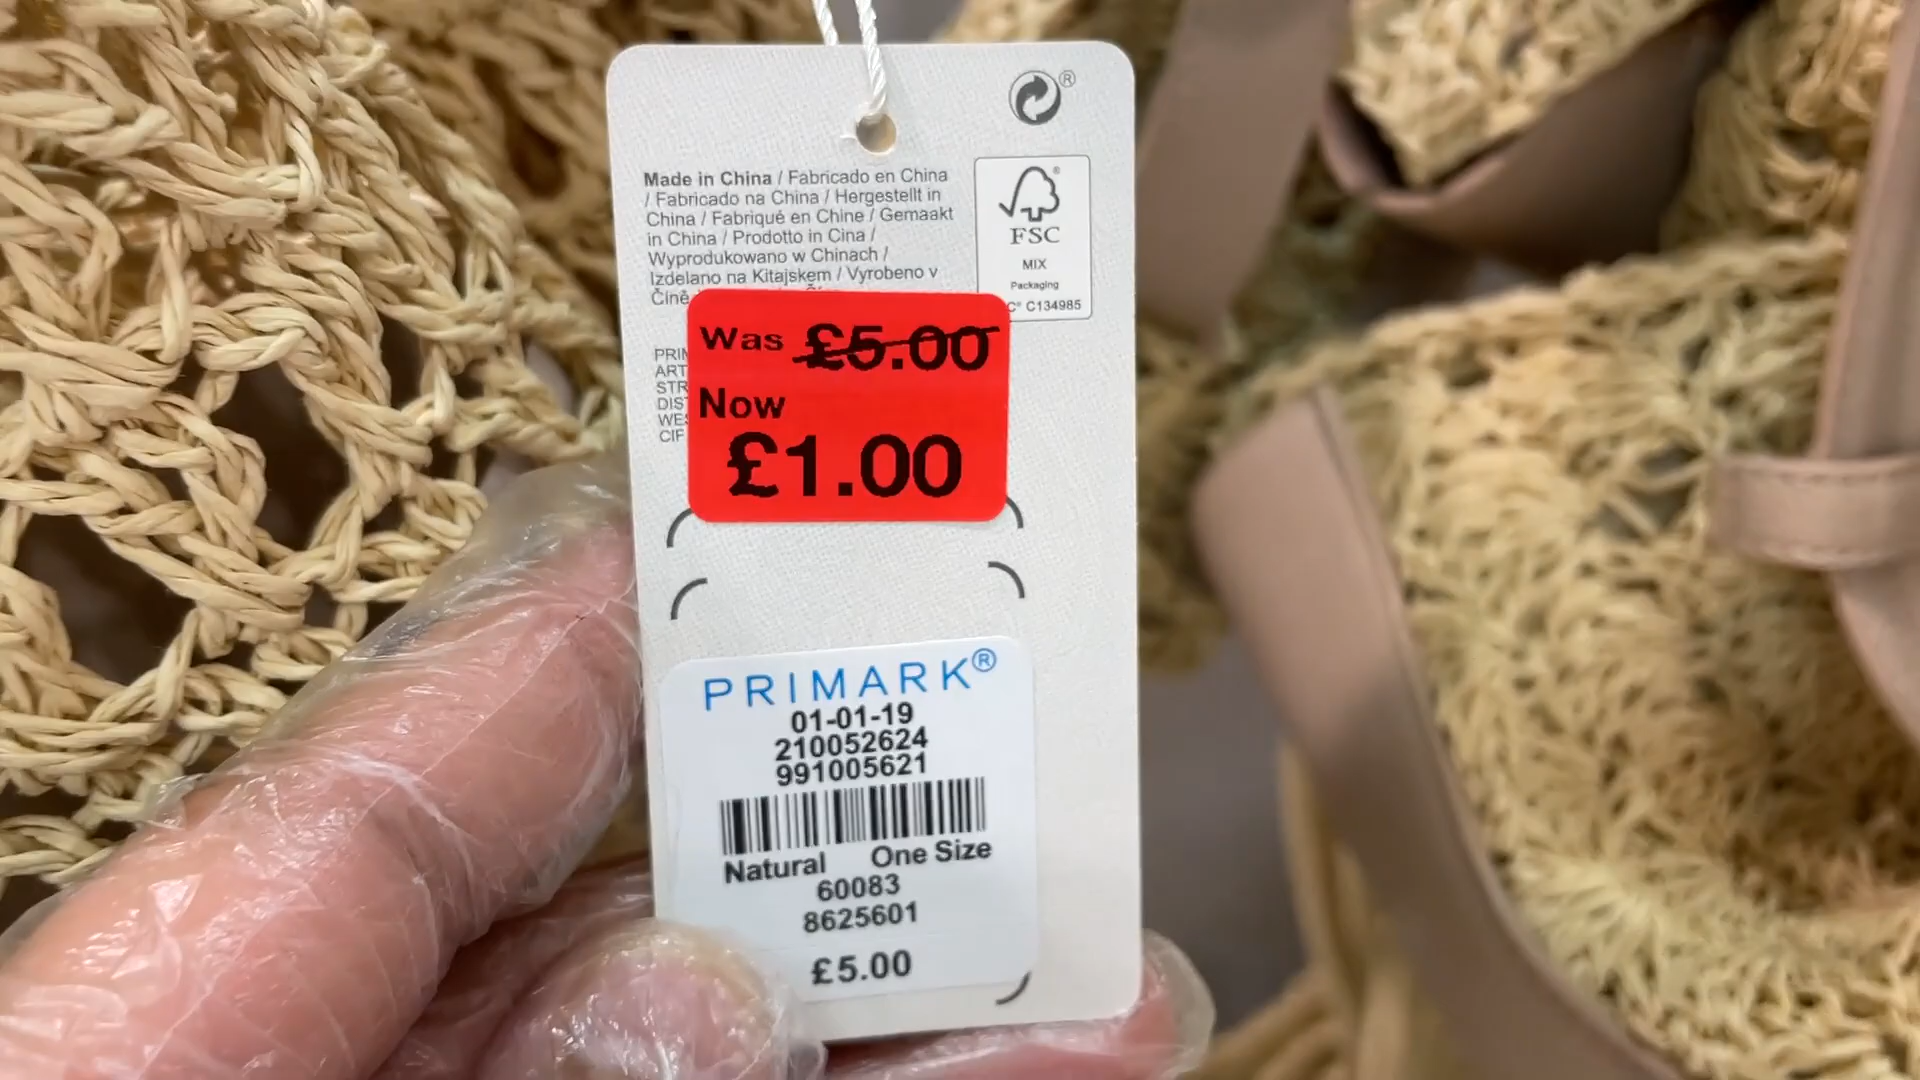 ®
Made in China / Fabricado en China
/ Fabricado na China / Hergestellt in
China / Fabriqué en Chine / Gemaakt
in China / Prodotto in Cina /
Wyprodukowano w Chinach /
Izdelano na Kitajskem / Vyrobeno v
Číně
FSC
MIX
Packaging
C134985
Was £5.00
Now
£1.00
PRIMARK®
01-01-19
210052624
991005621
Natural One Size
60083
8625601
£5.00